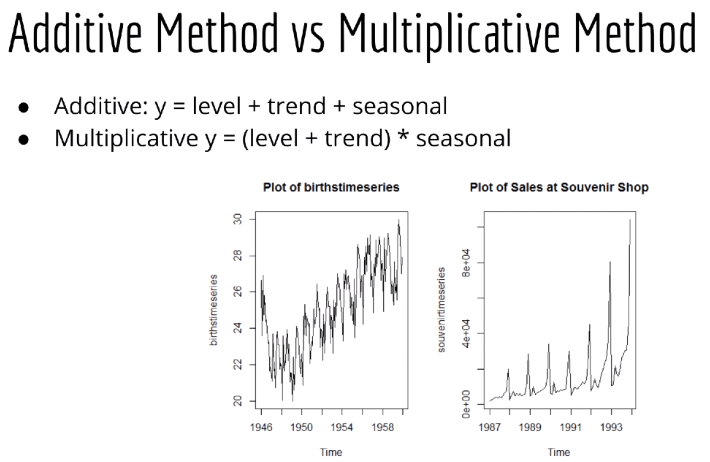 Additive Method vs Multiplicative Method
● Additive: y = level + trend + seasonal
● Multiplicative y = (level + trend) * seasonal
Plot of birthstimeseries
birthstimeseries
30
28
26
24
22
20
1946 1950 1954 1958
Time
Plot of Sales at Souvenir Shop
souvenirtimeseries
8e+04
4e+04
0e+00
1987 1989 1991 1993
Time